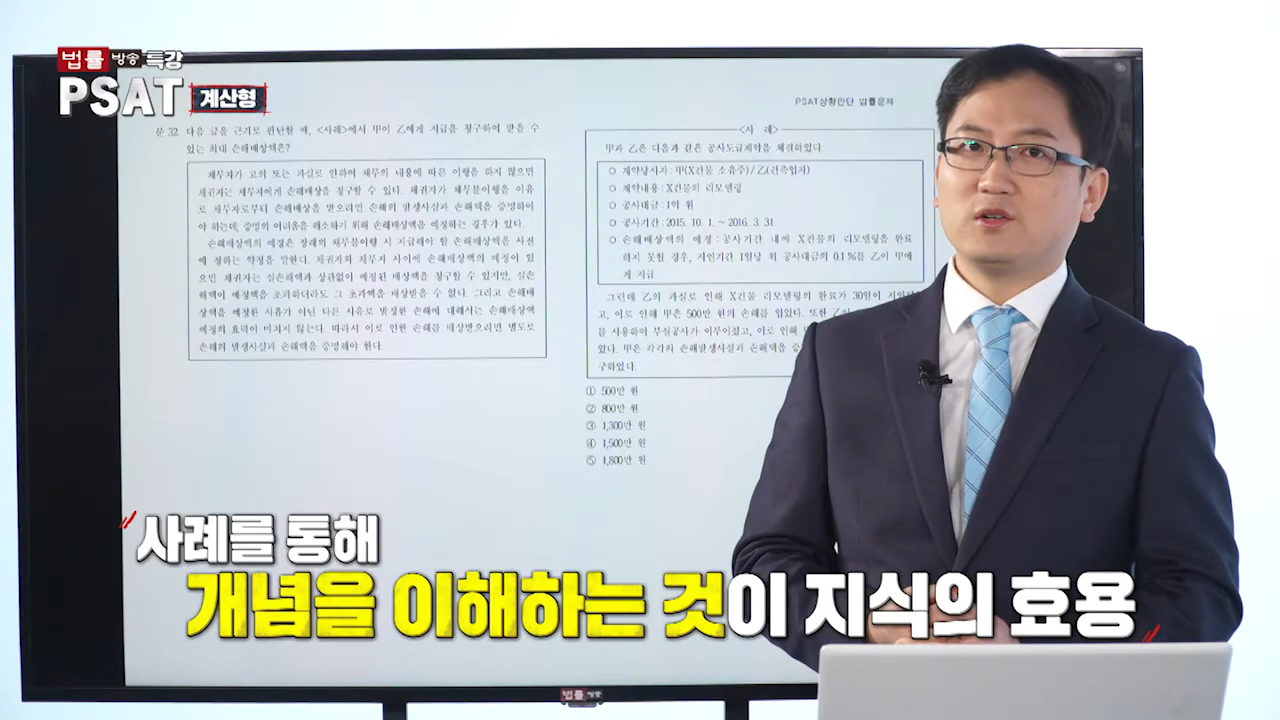 법률방송 특강
PSAT 계산형
PSAT상황판단 법률문제
문 32. 다음 글을 근거로 판단할 때, <사례>에서 甲이 乙에게 지급을 청구하여 받을 수
있는 최대 손해배상액은?
채무자가 고의 또는 과실로 인하여 채무의 내용에 따른 이행을 하지 않으면
채권자는 채무자에게 손해배상을 청구할 수 있다. 채권자가 채무불이행을 이유
로 채무자로부터 손해배상을 받으려면 손해의 발생사실과 손해액을 증명하여
야 하는데, 증명의 어려움을 해소하기 위해 손해배상액을 예정하는 경우가 있다.
손해배상액의 예정은 장래의 채무불이행 시 지급해야 할 손해배상액을 사전
에 정하는 약정을 말한다. 채권자와 채무자 사이에 손해배상액의 예정이 있
으면 채권자는 실손해액과 상관없이 예정된 배상액을 청구할 수 있지만, 실손
해액이 예정액을 초과하더라도 그 초과액을 배상받을 수 없다. 그리고 손해배
상액을 예정한 사유가 아닌 다른 사유로 발생한 손해에 대해서는 손해배상액
예정의 효력이 미치지 않는다. 따라서 이로 인한 손해를 배상받으려면 별도로
손해의 발생사실과 손해액을 증명해야 한다.
<사 례>
甲과 乙은 다음과 같은 공사도급계약을 체결하였다.
○ 계약당사자 : 甲(X건물 소유주)/乙(건축업자)
○ 계약내용 : X건물의 리모델링
○ 공사대금 : 1억 원
○ 공사기간 : 2015. 10. 1. ~ 2016. 3. 31.
○ 손해배상액의 예정 : 공사기간 내에 X건물의 리모델링을 완료
하지 못할 경우, 지연기간 1일당 위 공사대금의 0.1%를 乙이 甲에
게 지급
그런데 乙의 과실로 인해 X건물 리모델링의 완료가 30일이
고, 이로 인해 甲은 500만 원의 손해를 입었다. 또한 乙이
를 사용하여 부실공사가 이루어졌고, 이로 인해
었다. 甲은 각각의 손해발생사실과 손해액을
구하였다.
① 500만 원
② 800만 원
③ 1,300만 원
④ 1,500만 원
⑤ 1,800만 원
사례를 통해
개념을 이해하는 것이 지식의 효용
법률방송